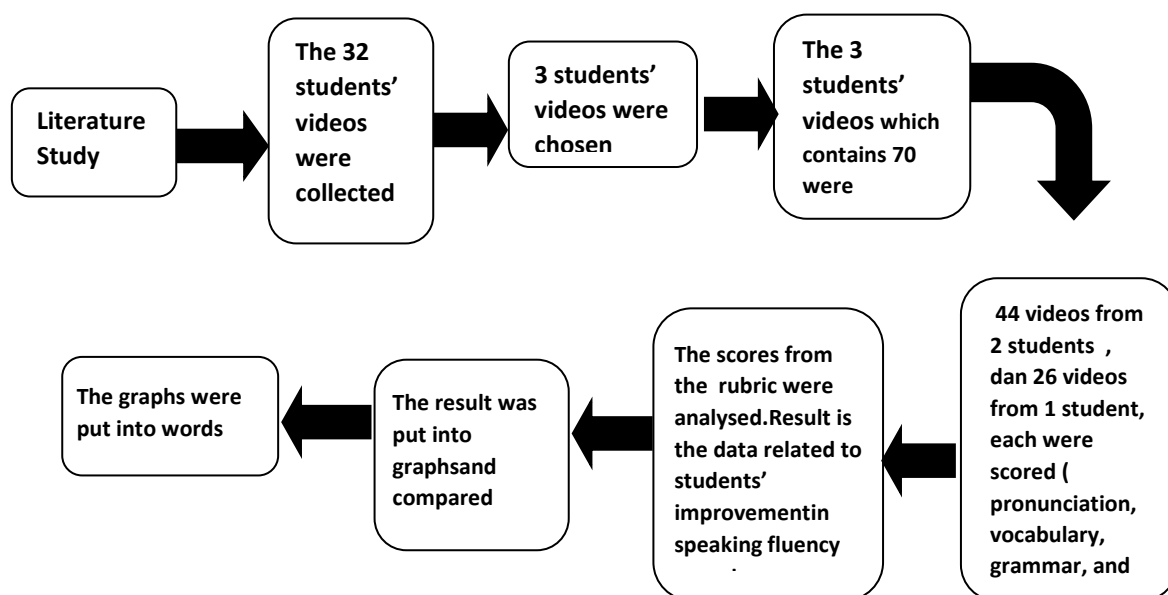 Literature
Study
The 32
students’
videos
were
collected
3 students’
videos were
chosen
The 3
students’
videos which
contains 70
were
44 videos from
2 students ,
dan 26 videos
from 1 student,
each were
scored (
pronunciation,
vocabulary,
grammar, and
The scores from
the rubric were
analysed.Result is
the data related to
students’
improvementin
speaking fluency
The result was
put into
graphsand
compared
The graphs were
put into words